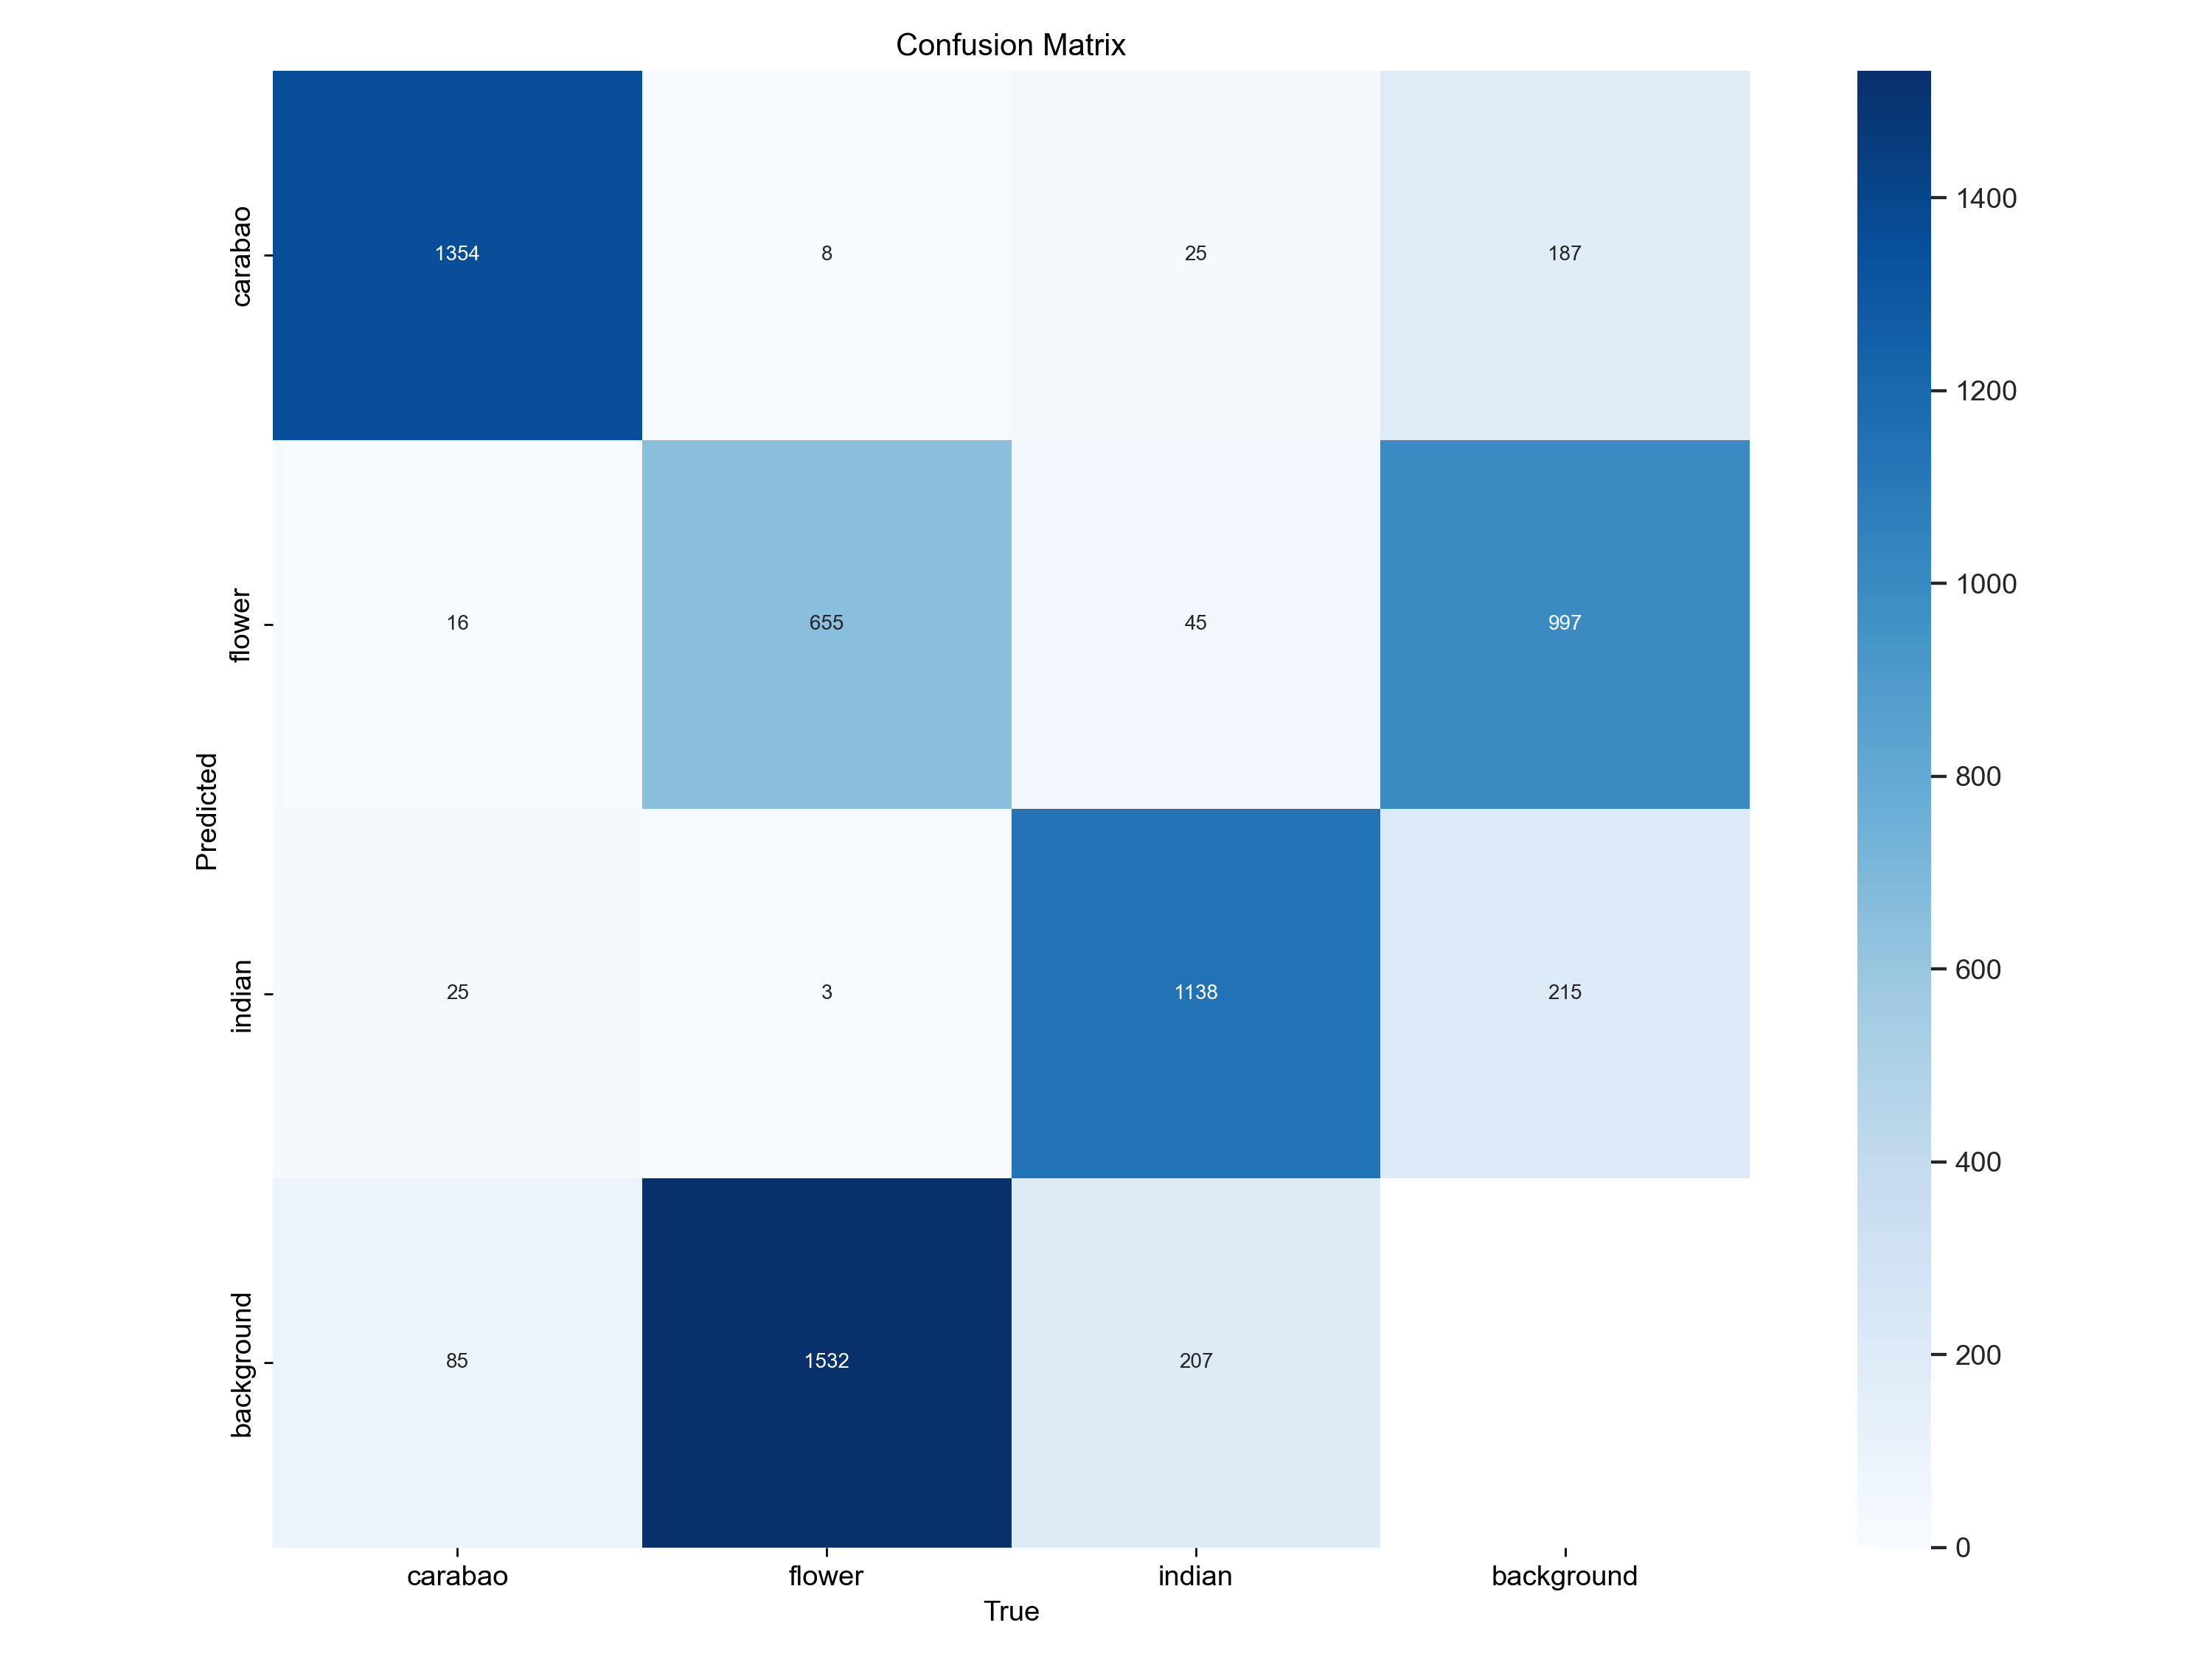 Confusion Matrix
carabao
1354
8
25
187
flower
16
655
45
997
indian
25
3
1138
215
background
85
1532
207
Predicted
carabao
flower
indian
background
True
1400
1200
1000
800
600
400
200
0